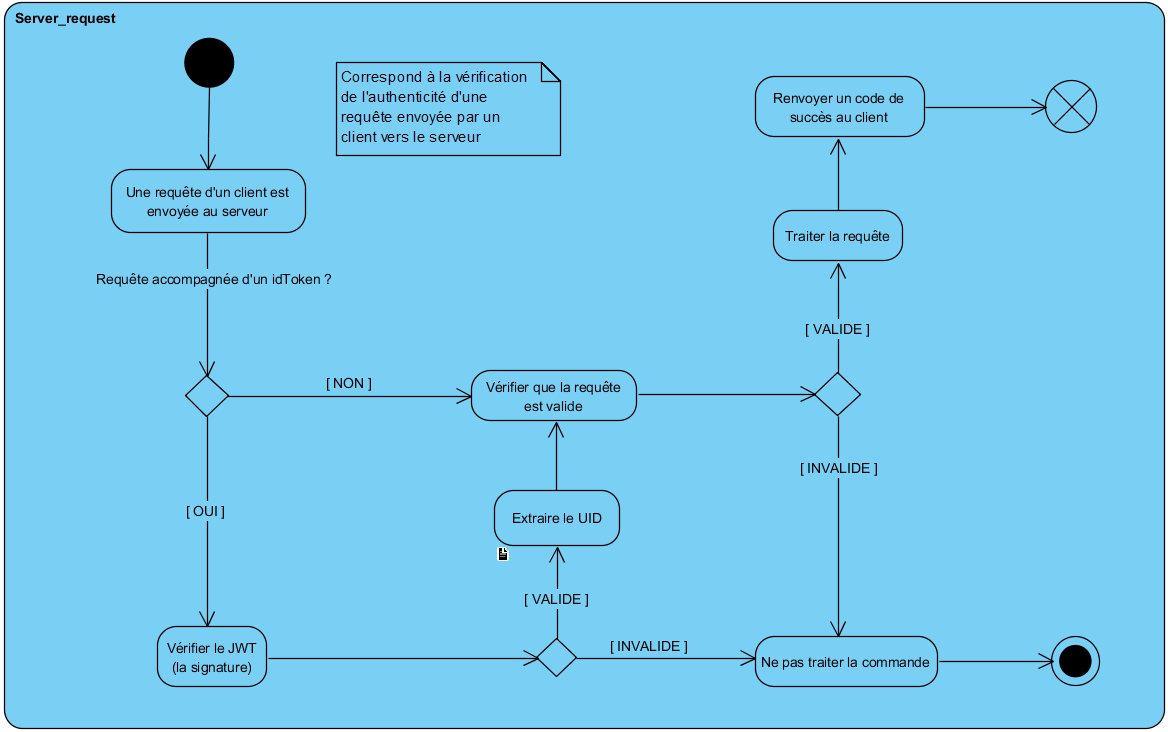 Server_request
Correspond à la vérification
de l'authenticité d'une
requête envoyée par un
client vers le serveur
Renvoyer un code de
succès au client
Une requête d'un client est
envoyée au serveur
Traiter la requête
Requête accompagnée d'un idToken ?
[ VALIDE ]
[ NON ]
Vérifier que la requête
est valide
[ INVALIDE ]
[ OUI ]
Extraire le UID
[ VALIDE ]
Vérifier le JWT
(la signature)
[ INVALIDE ]
Ne pas traiter la commande